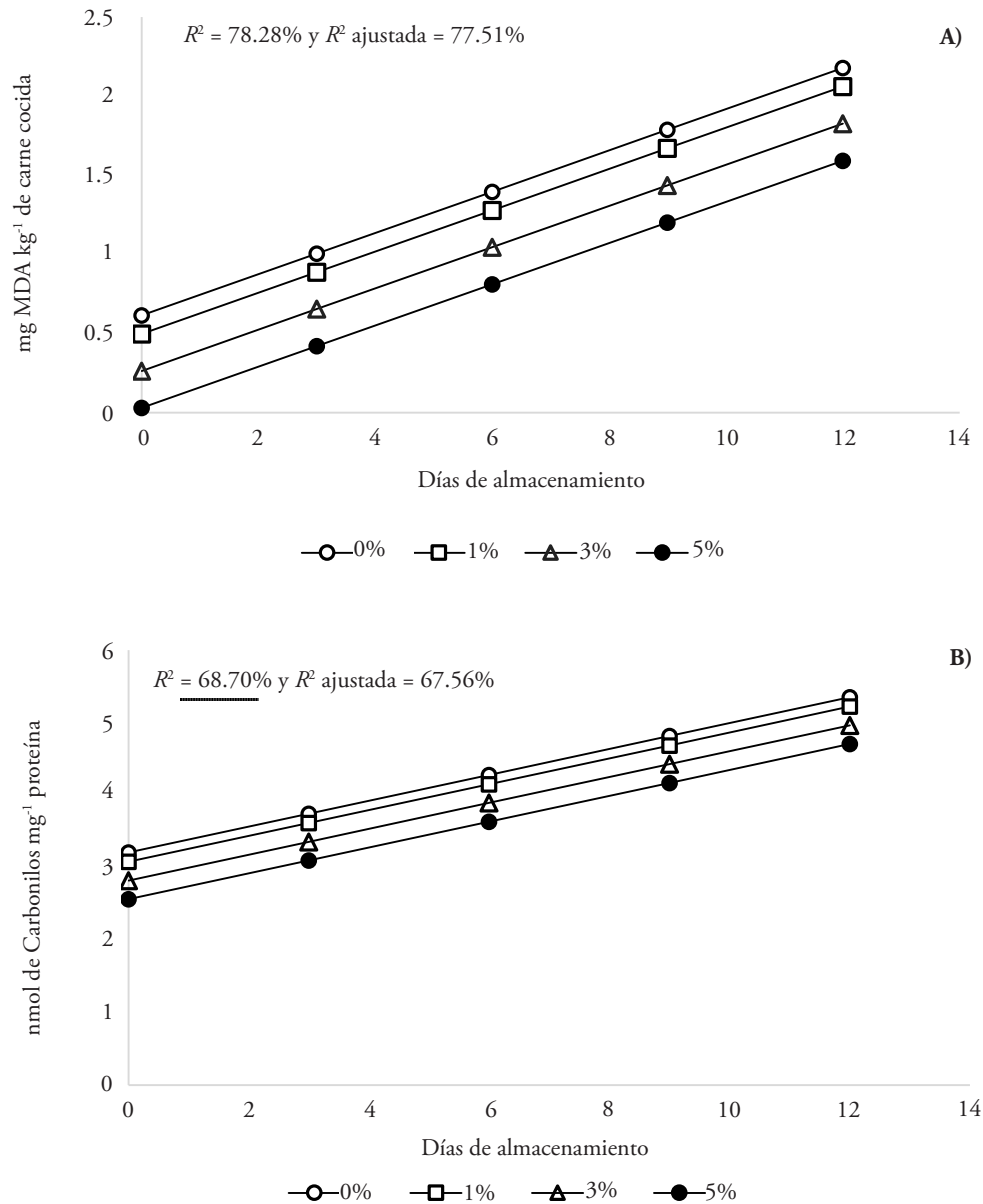 R² = 78.28% y R² ajustada = 77.51%
A)
mg MDA kg⁻¹ de carne cocida
2.5
2
1.5
1
0.5
0
0 2 4 6 8 10 12 14
Días de almacenamiento
0% 1% 3% 5%
R² = 68.70% y R² ajustada = 67.56%
B)
nmol de Carbonilos mg⁻¹ proteína
6
5
4
3
2
1
0
0 2 4 6 8 10 12 14
Días de almacenamiento
0% 1% 3% 5%